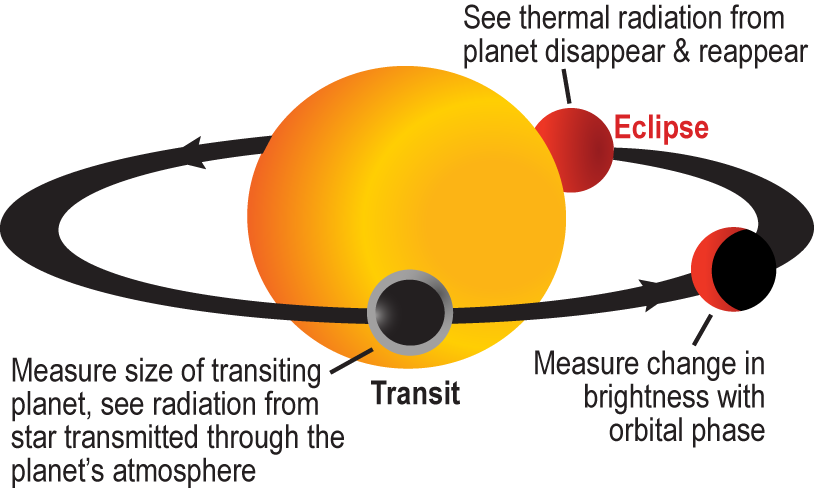 See thermal radiation from
planet disappear & reappear
Eclipse
Measure size of transiting
planet, see radiation from
star transmitted through the
planet’s atmosphere
Transit
Measure change in
brightness with
orbital phase